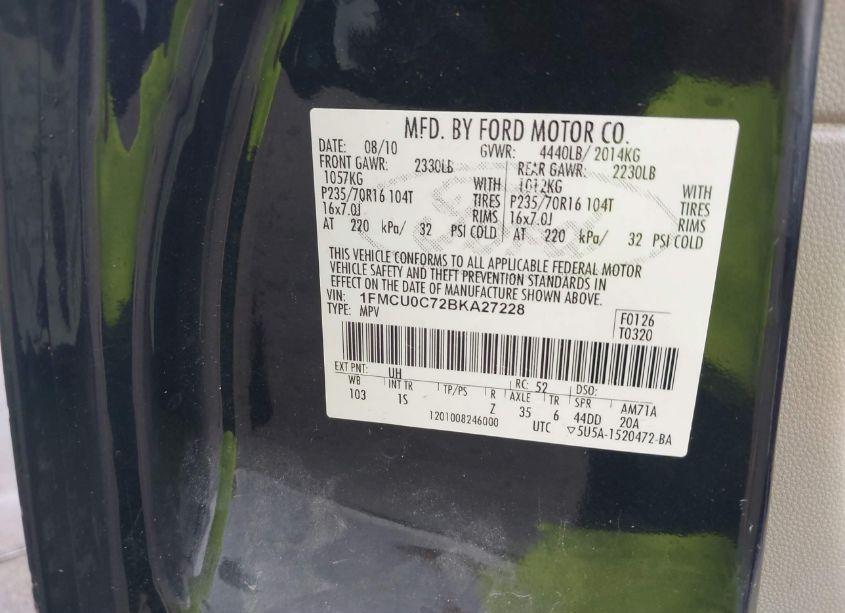 MFD. BY FORD MOTOR CO.
DATE: 08/10 GVWR: 4440LB/ 2014KG
FRONT GAWR: 2330LB REAR GAWR: 2230LB
1057KG WITH 1012KG WITH
P235/70R16 104T TIRES P235/70R16 104T TIRES
16x7.0J RIMS 16x7.0J RIMS
AT 220 kPa/ 32 PSI COLD AT 220 kPa/ 32 PSI COLD
THIS VEHICLE CONFORMS TO ALL APPLICABLE FEDERAL MOTOR
VEHICLE SAFETY AND THEFT PREVENTION STANDARDS IN
EFFECT ON THE DATE OF MANUFACTURE SHOWN ABOVE.
VIN: 1FMCU0C72BKA27228
TYPE: MPV
F0126
T0320
EXT PNT: UH RC: 52 DSO:
WB INT TR TP/PS R AXLE TR SPR AM71A
103 1S Z 35 6 44DD 20A
1201008246000 UTC ▽5U5A-1520472-BA